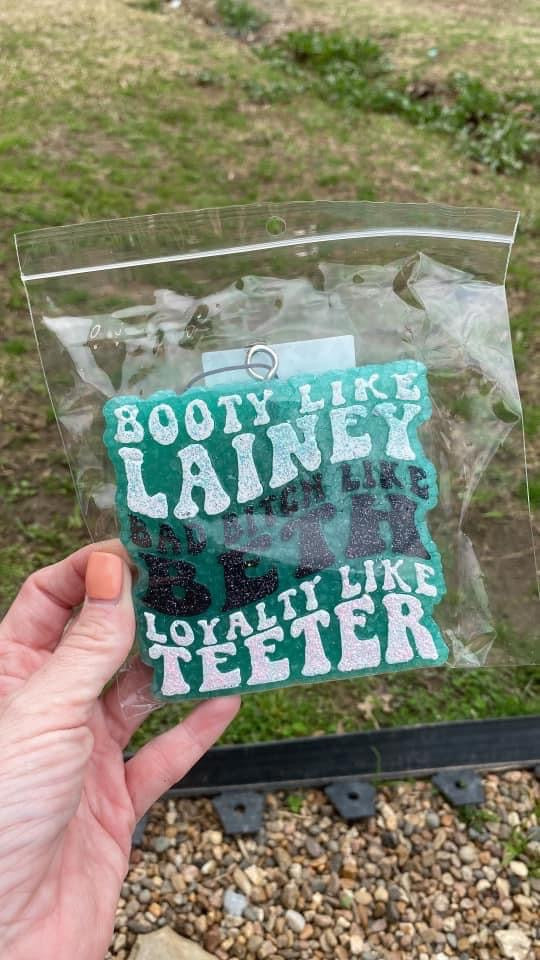 BOOTY LIKE
LAINEY
BAD BITCH LIKE
BETH
LOYALTY LIKE
TEETER